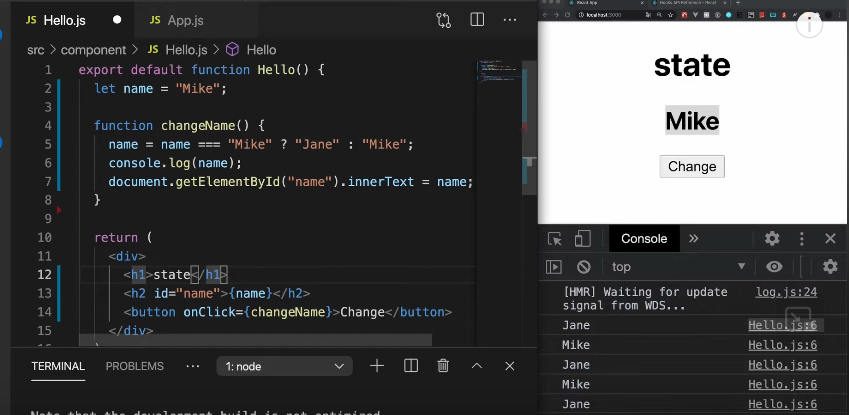 JS Hello.js
JS App.js
src > component > JS Hello.js > Hello
1 export default function Hello() {
2 let name = "Mike";
3
4 function changeName() {
5 name = name === "Mike" ? "Jane" : "Mike";
6 console.log(name);
7 document.getElementById("name").innerText = name;
8 }
9
10 return (
11 <div>
12 <h1>state</h1>
13 <h2 id="name">{name}</h2>
14 <button onClick={changeName}>Change</button>
15 </div>
TERMINAL PROBLEMS ... 1: node
Note that the development build is not optimized
React App
Hooks API Reference – React
localhost:3000
state
Mike
Change
Console
top
[HMR] Waiting for update log.js:24
signal from WDS...
Jane Hello.js:6
Mike Hello.js:6
Jane Hello.js:6
Mike Hello.js:6
Jane Hello.js:6